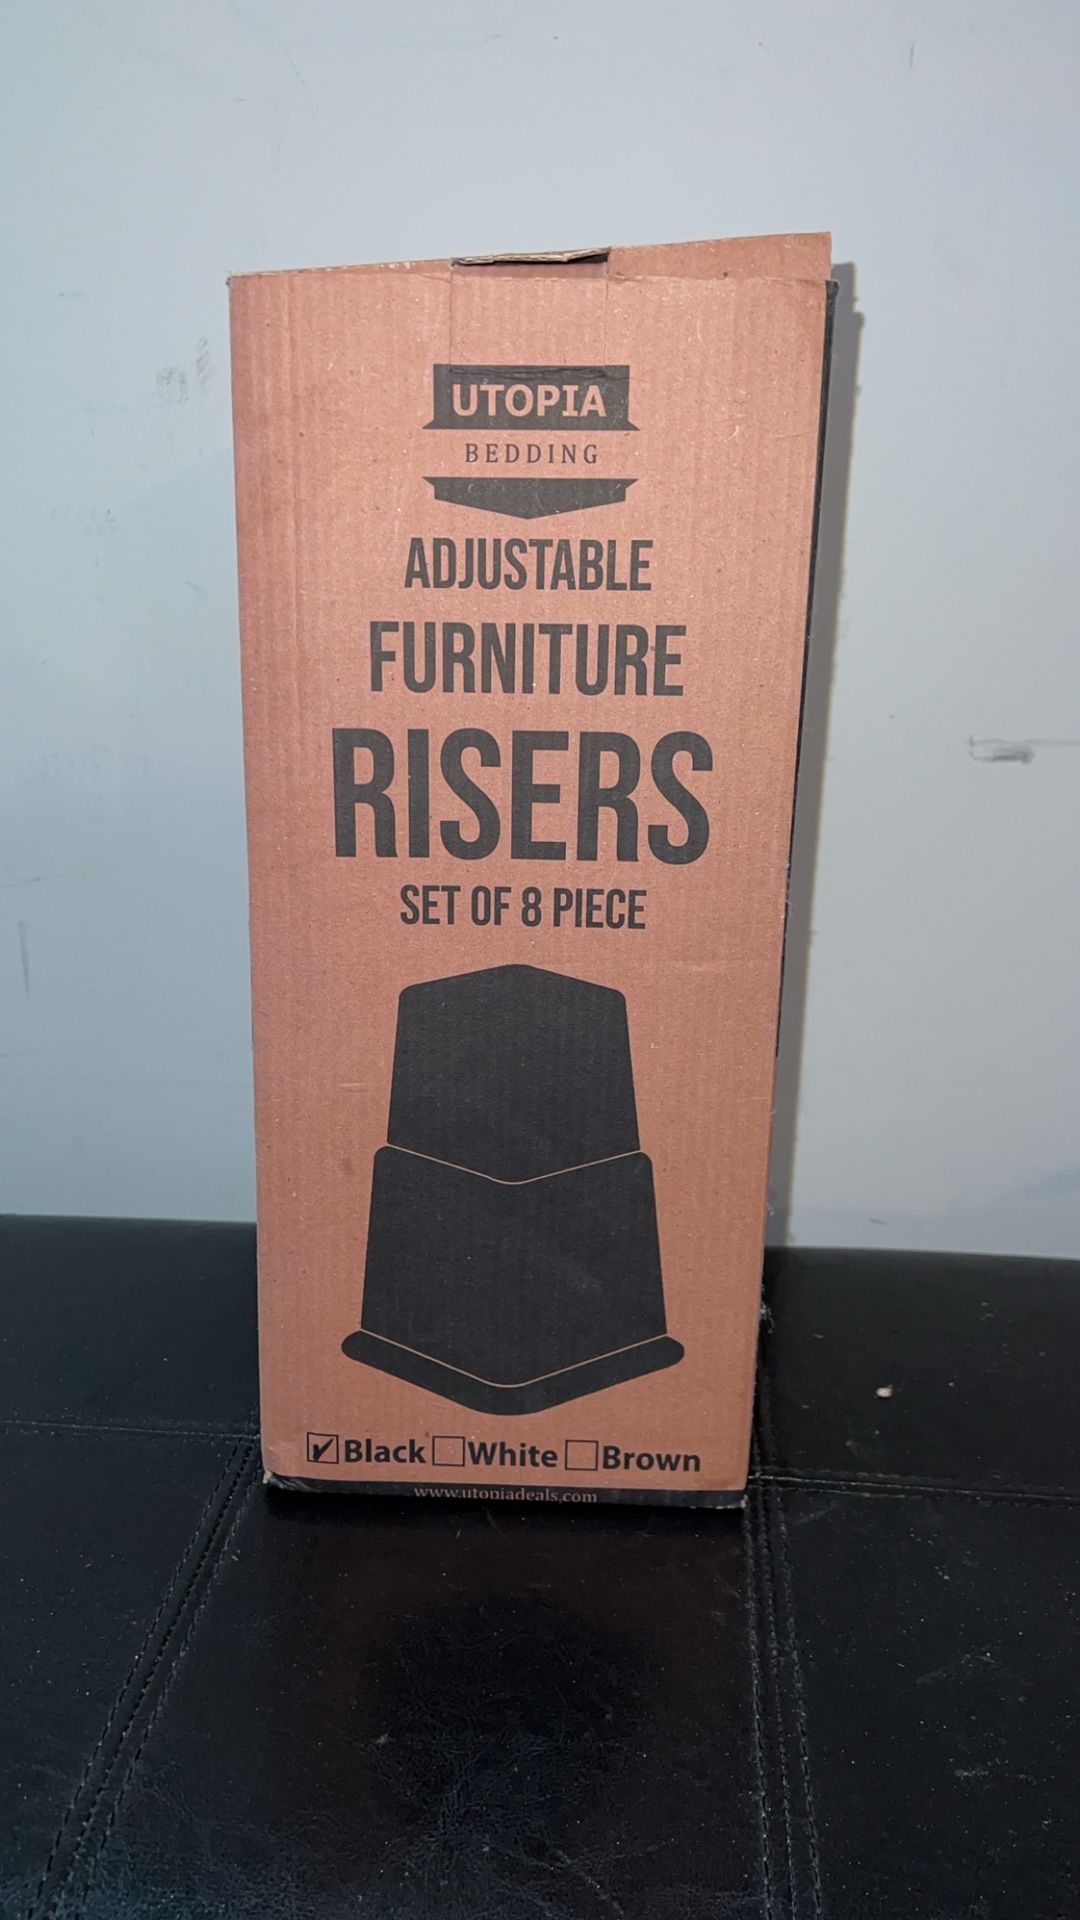 UTOPIA
BEDDING
ADJUSTABLE
FURNITURE
RISERS
SET OF 8 PIECE
Black White Brown
www.utopiadeals.com